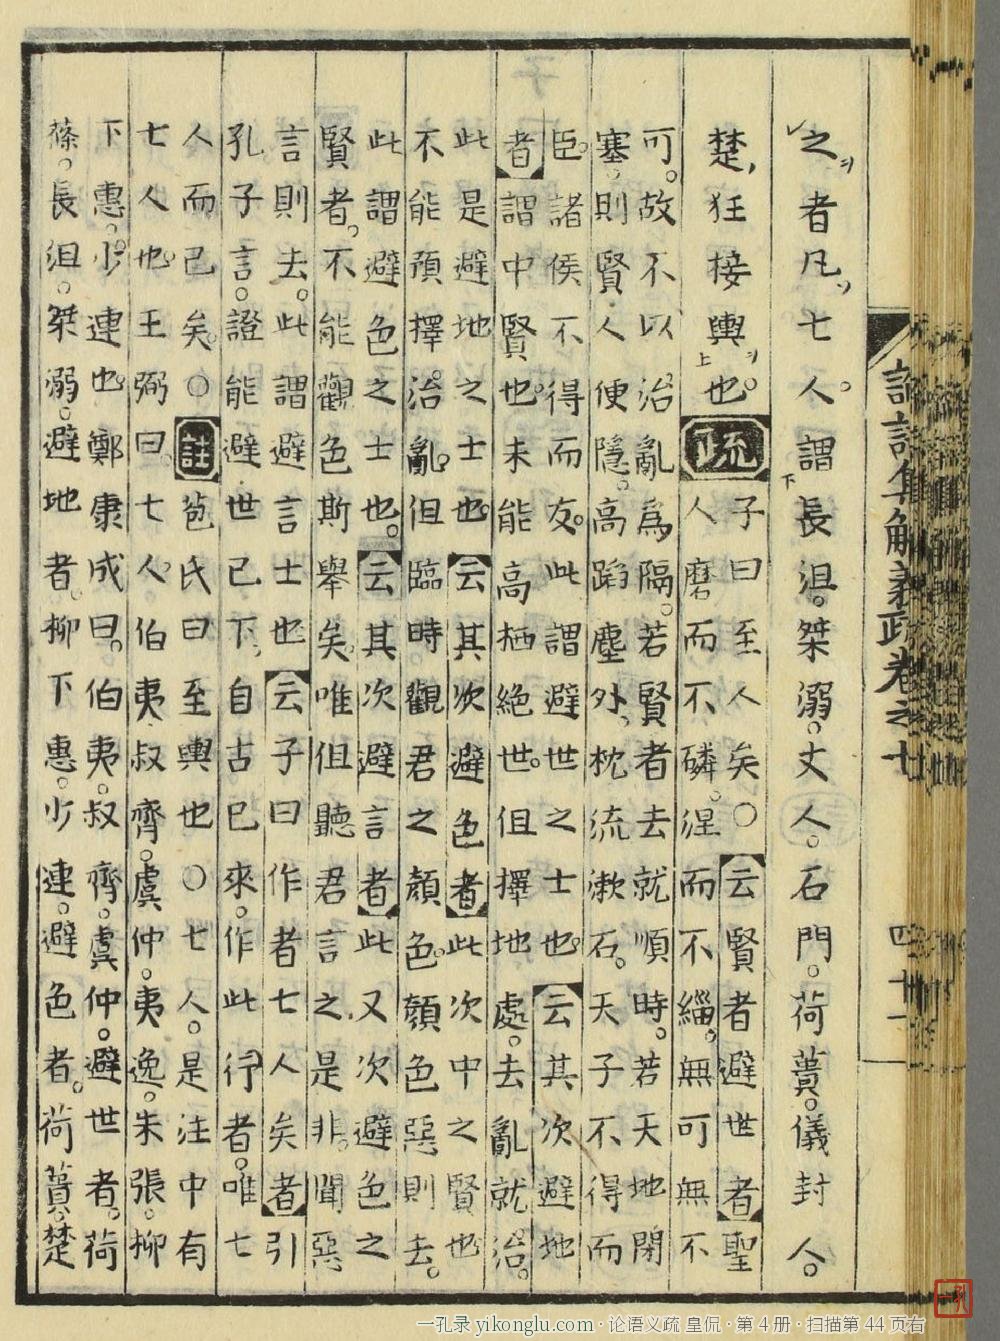 之者凡七人。謂長沮。桀溺。丈人。石門。荷蕢。儀封人。
楚狂接輿也。疏
子曰至人矣〇云賢者避世者聖
人磨而不磷。涅而不緇。無可無不
可。故不以治亂爲隔。若賢者去就順時。若天地閉
塞。則賢人便隱。高蹈塵外。枕流漱石。天子不得而
臣。諸侯不得而友。此謂避世之士也。云其次避地
者謂中賢也。未能高栖絶世。但擇地處。去亂就治。
此是避地之士也。云其次避色者此次中之賢也
不能預擇。治亂。但臨時。觀君之顔色。顔色惡則去。
此謂避色之士也。云其次避言者此又次避色之
賢者。不能觀色斯舉矣。唯但聽君言之是非。聞惡
言則去。此謂避言士也云子曰作者七人矣者引
孔子言。證能避世已下。自古已來。作此行者。唯七
人而已矣。〇註苞氏曰至輿也〇七人。是注中有
七人也。王弼曰。七人。伯夷叔齊。虞仲。夷逸。朱張。柳
下惠。少連也。鄭康成曰。伯夷。叔齊。虞仲。避世者。荷
蓧。長沮。桀溺。避地者。柳下惠。少連。避色者。荷蕢。楚
論語集解義疏卷之七
四十一
一孔录 yikonglu.com · 论语义疏 皇侃 · 第 4 册 · 扫描第 44 页右